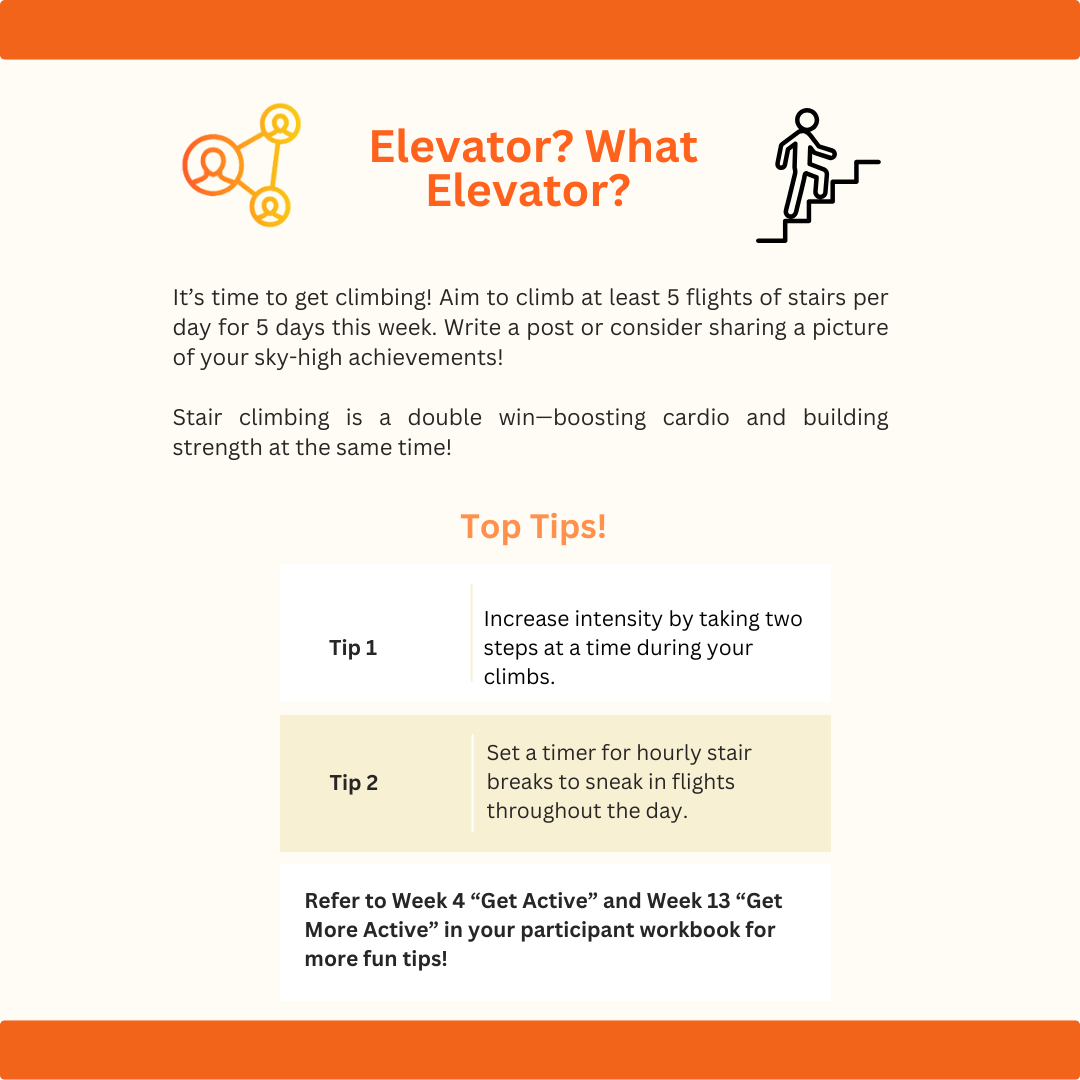 Elevator? What
Elevator?
It’s time to get climbing! Aim to climb at least 5 flights of stairs per
day for 5 days this week. Write a post or consider sharing a picture
of your sky-high achievements!
Stair climbing is a double win—boosting cardio and building
strength at the same time!
Top Tips!
Tip 1
Increase intensity by taking two
steps at a time during your
climbs.
Tip 2
Set a timer for hourly stair
breaks to sneak in flights
throughout the day.
Refer to Week 4 “Get Active” and Week 13 “Get
More Active” in your participant workbook for
more fun tips!